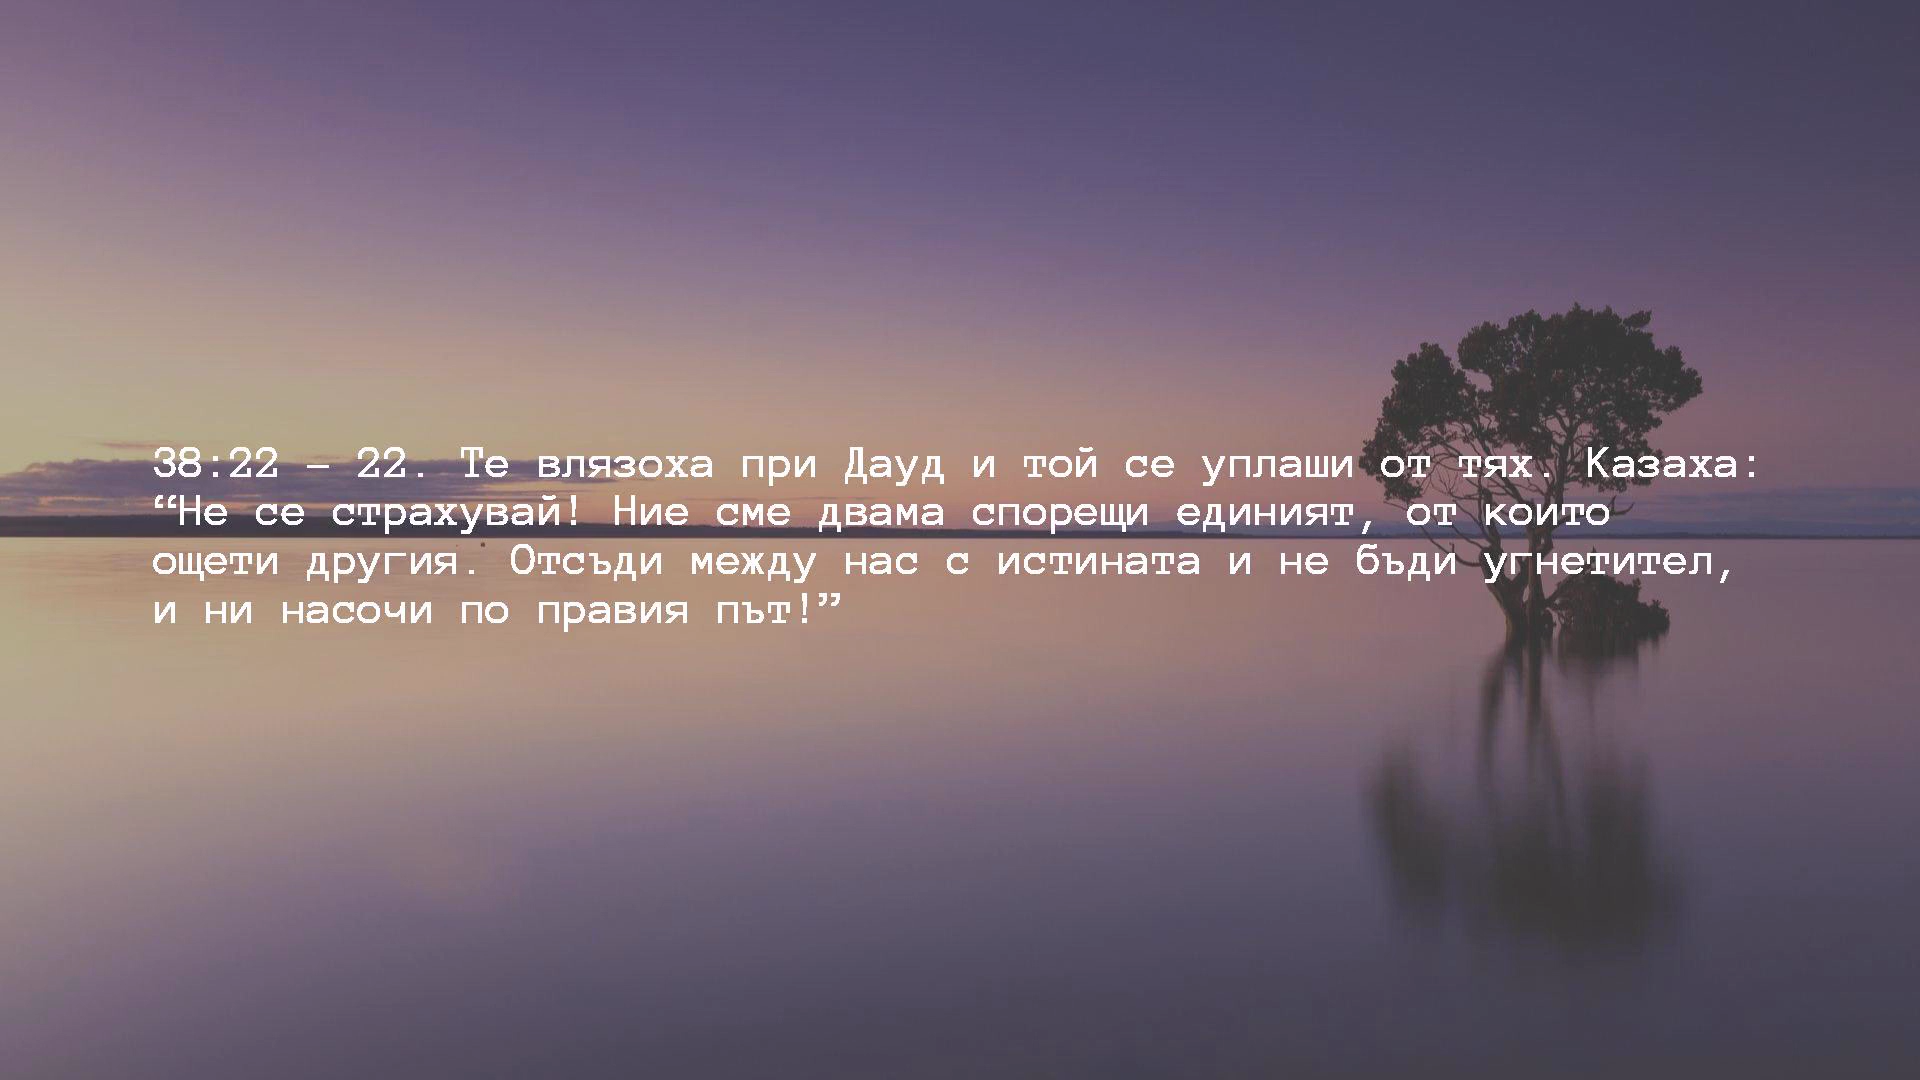 38:22 – 22. Те влязоха при Дауд и той се уплаши от тях. Казаха:
“Не се страхувай! Ние сме двама спорещи единият, от които
ощети другия. Отсъди между нас с истината и не бъди угнетител,
и ни насочи по правия път!”